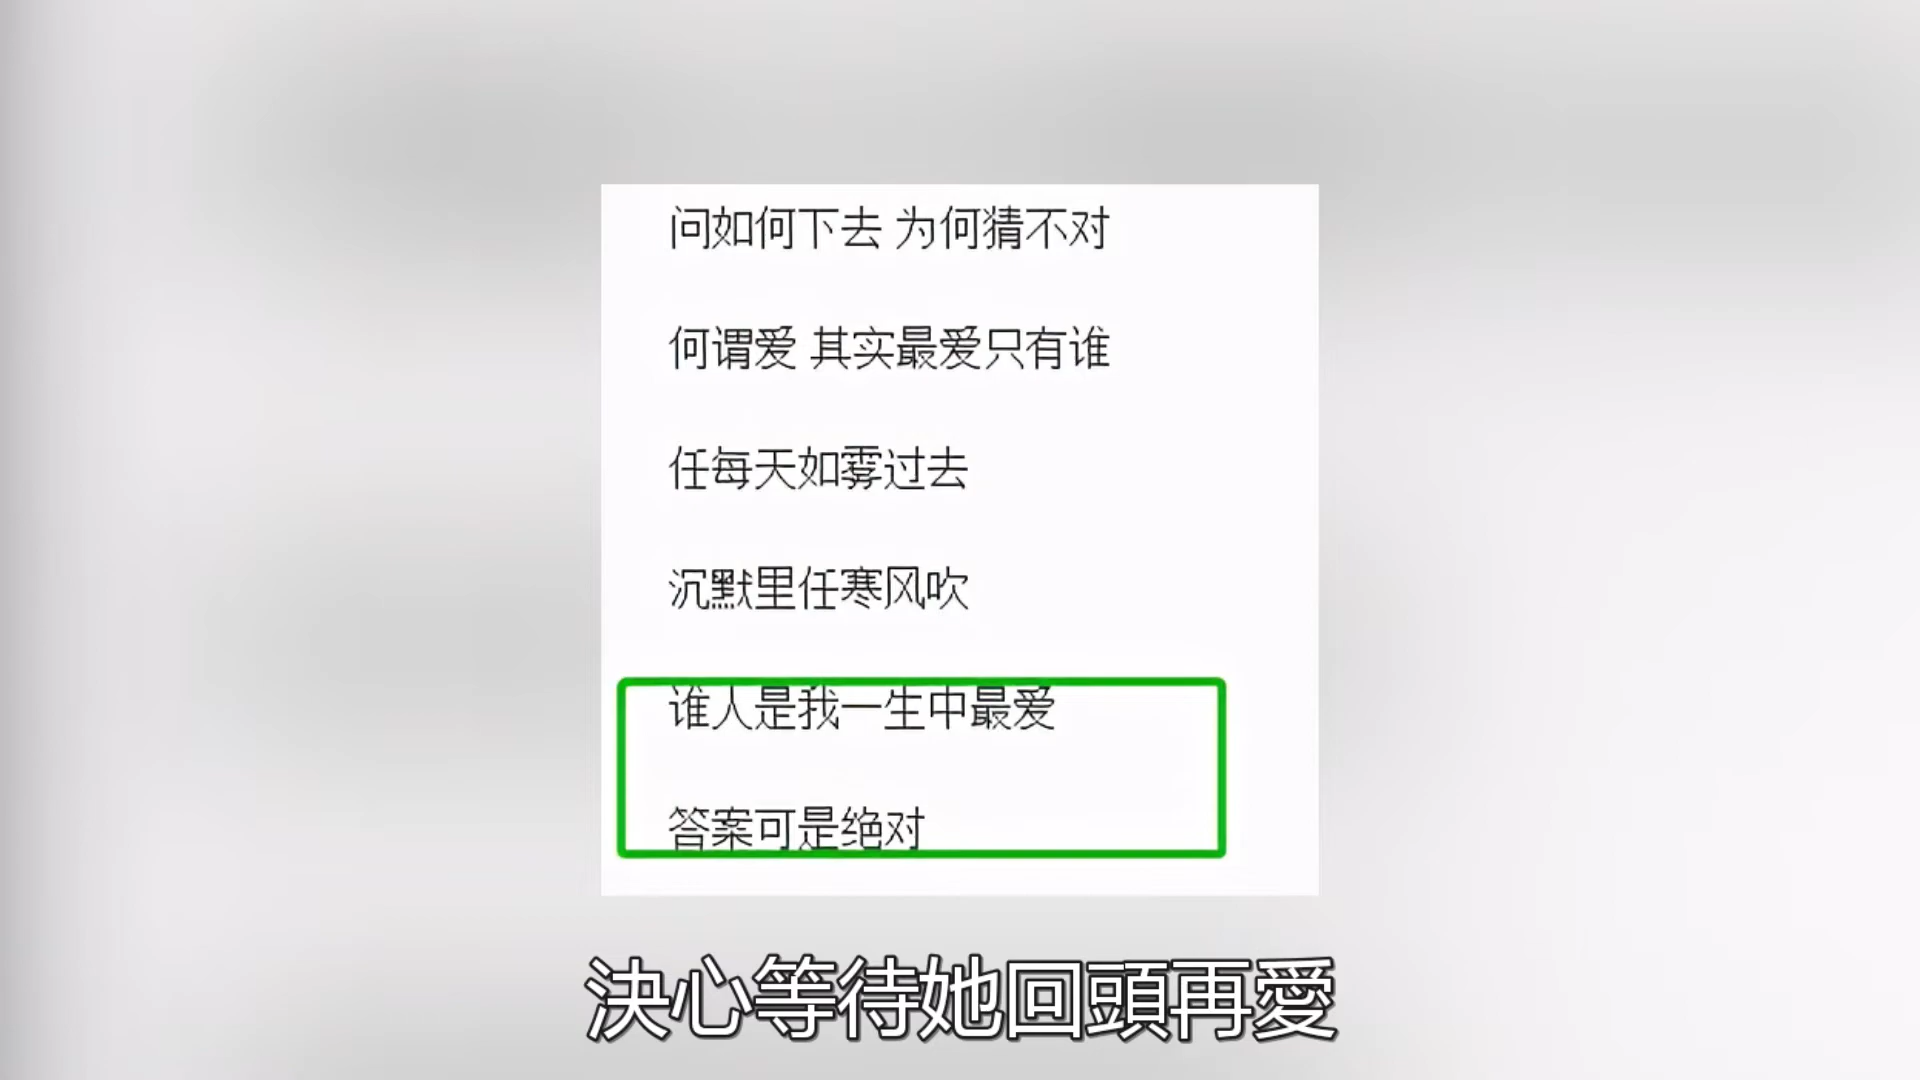 问如何下去 为何猜不对
何谓爱 其实最爱只有谁
任每天如雾过去
沉默里任寒风吹
谁人是我一生中最爱
答案可是绝对
決心等待她回頭再愛